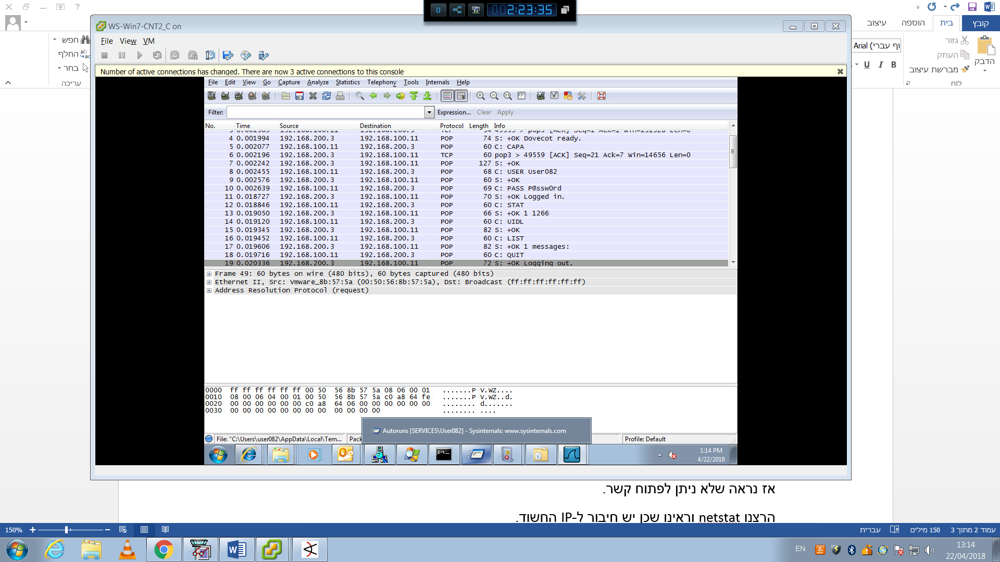 0 002:23:35
WS-Win7-CNT2_C on
File View VM
Number of active connections has changed. There are now 3 active connections to this console
קובץ
בית
הוספה
עיצוב
חפש
החלף
בחר
עריכה
Arial (גוף עברי
U I B
גזור
העתק
מברשת עיצוב
הדבק
לוח
File Edit View Go Capture Analyze Statistics Telephony Tools Internals Help
Filter: Expression... Clear Apply
No. Time Source Destination Protocol Length Info
4 0.001994 192.168.200.3 192.168.100.11 POP 74 S: +OK Dovecot ready.
5 0.002077 192.168.100.11 192.168.200.3 POP 60 C: CAPA
6 0.002196 192.168.200.3 192.168.100.11 TCP 60 pop3 > 49559 [ACK] Seq=21 Ack=7 Win=14656 Len=0
7 0.002242 192.168.200.3 192.168.100.11 POP 127 S: +OK
8 0.002455 192.168.100.11 192.168.200.3 POP 68 C: USER User082
9 0.002576 192.168.200.3 192.168.100.11 POP 60 S: +OK
10 0.002639 192.168.100.11 192.168.200.3 POP 69 C: PASS P@ssw0rd
11 0.018727 192.168.200.3 192.168.100.11 POP 70 S: +OK Logged in.
12 0.018846 192.168.100.11 192.168.200.3 POP 60 C: STAT
13 0.019050 192.168.200.3 192.168.100.11 POP 66 S: +OK 1 1266
14 0.019120 192.168.100.11 192.168.200.3 POP 60 C: UIDL
15 0.019345 192.168.200.3 192.168.100.11 POP 82 S: +OK
16 0.019452 192.168.100.11 192.168.200.3 POP 60 C: LIST
17 0.019606 192.168.200.3 192.168.100.11 POP 82 S: +OK 1 messages:
18 0.019716 192.168.100.11 192.168.200.3 POP 60 C: QUIT
19 0.020336 192.168.200.3 192.168.100.11 POP 72 S: +OK Logging out.
Frame 49: 60 bytes on wire (480 bits), 60 bytes captured (480 bits)
Ethernet II, Src: Vmware_8b:57:5a (00:50:56:8b:57:5a), Dst: Broadcast (ff:ff:ff:ff:ff:ff)
Address Resolution Protocol (request)
0000 ff ff ff ff ff ff 00 50 56 8b 57 5a 08 06 00 01 .......P V.WZ....
0010 08 00 06 04 00 01 00 50 56 8b 57 5a c0 a8 64 fe .......P V.WZ..d.
0020 00 00 00 00 00 00 c0 a8 64 06 00 00 00 00 00 00 ........ d.......
0030 00 00 00 00 00 00 00 00 00 00 00 00 ........ ....
Autoruns [SERVICES\User082] - Sysinternals: www.sysinternals.com
File: "C:\Users\user082\AppData\Local\Tem... Pack Profile: Default
1:14 PM
4/22/2018
אז נראה שלא ניתן לפתוח קשר.
הרצנו netstat וראינו שכן יש חיבור ל-IP החשוד.
עמוד 2 מתוך 3 150 מילים עברית
150%
EN
13:14
22/04/2018